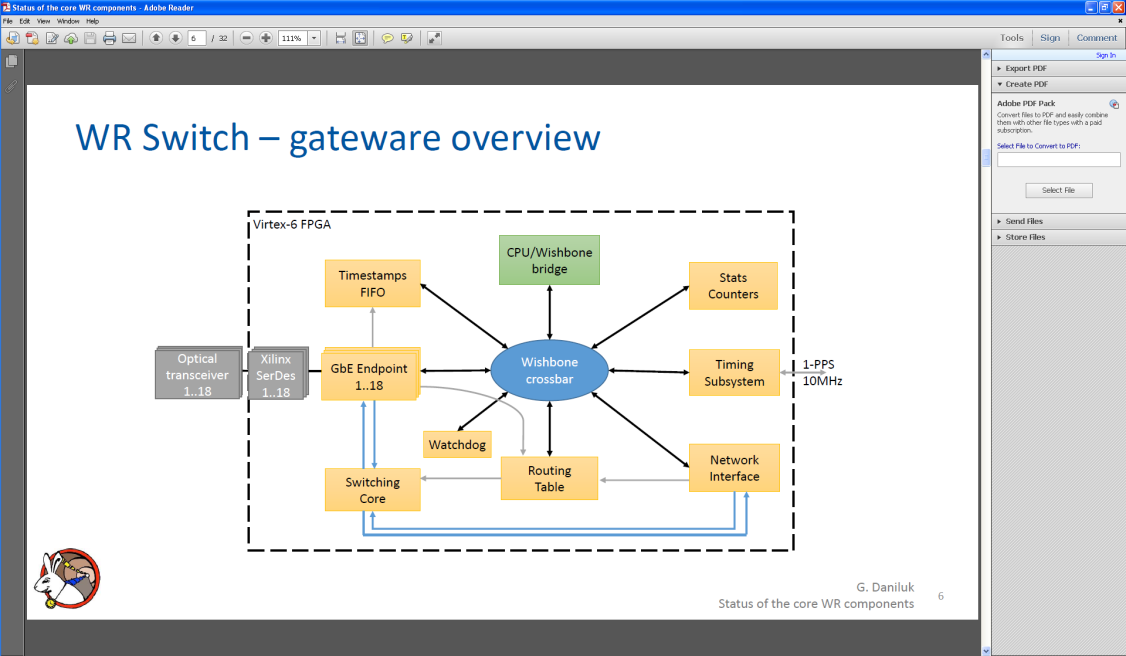 Status of the core WR components - Adobe Reader
File Edit View Window Help
6 / 32 111% Tools Sign Comment
Sign In
Export PDF
Create PDF
Adobe PDF Pack
Convert files to PDF and easily combine
them with other file types with a paid
subscription.
Select File to Convert to PDF:
Select File
Send Files
Store Files
WR Switch – gateware overview
Virtex-6 FPGA
Timestamps
FIFO
CPU/Wishbone
bridge
Stats
Counters
Optical
transceiver
1..18
Xilinx
SerDes
1..18
GbE Endpoint
1..18
Wishbone
crossbar
Timing
Subsystem
1-PPS
10MHz
Watchdog
Switching
Core
Routing
Table
Network
Interface
G. Daniluk
Status of the core WR components
6